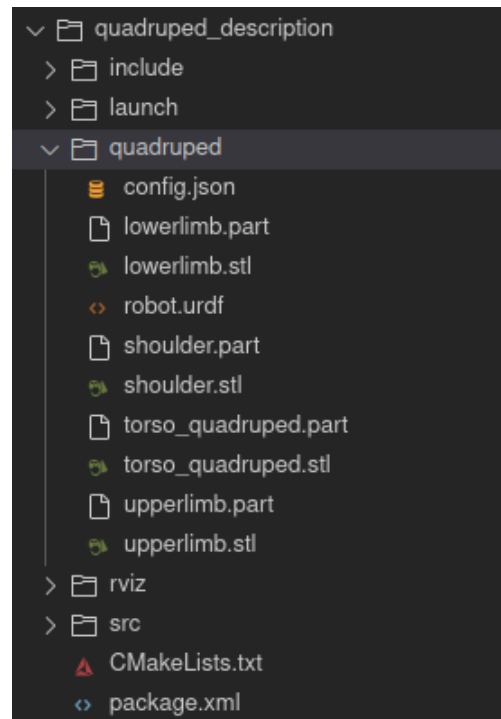 quadruped_description
include
launch
quadruped
config.json
lowerlimb.part
lowerlimb.stl
robot.urdf
shoulder.part
shoulder.stl
torso_quadruped.part
torso_quadruped.stl
upperlimb.part
upperlimb.stl
rviz
src
CMakeLists.txt
package.xml